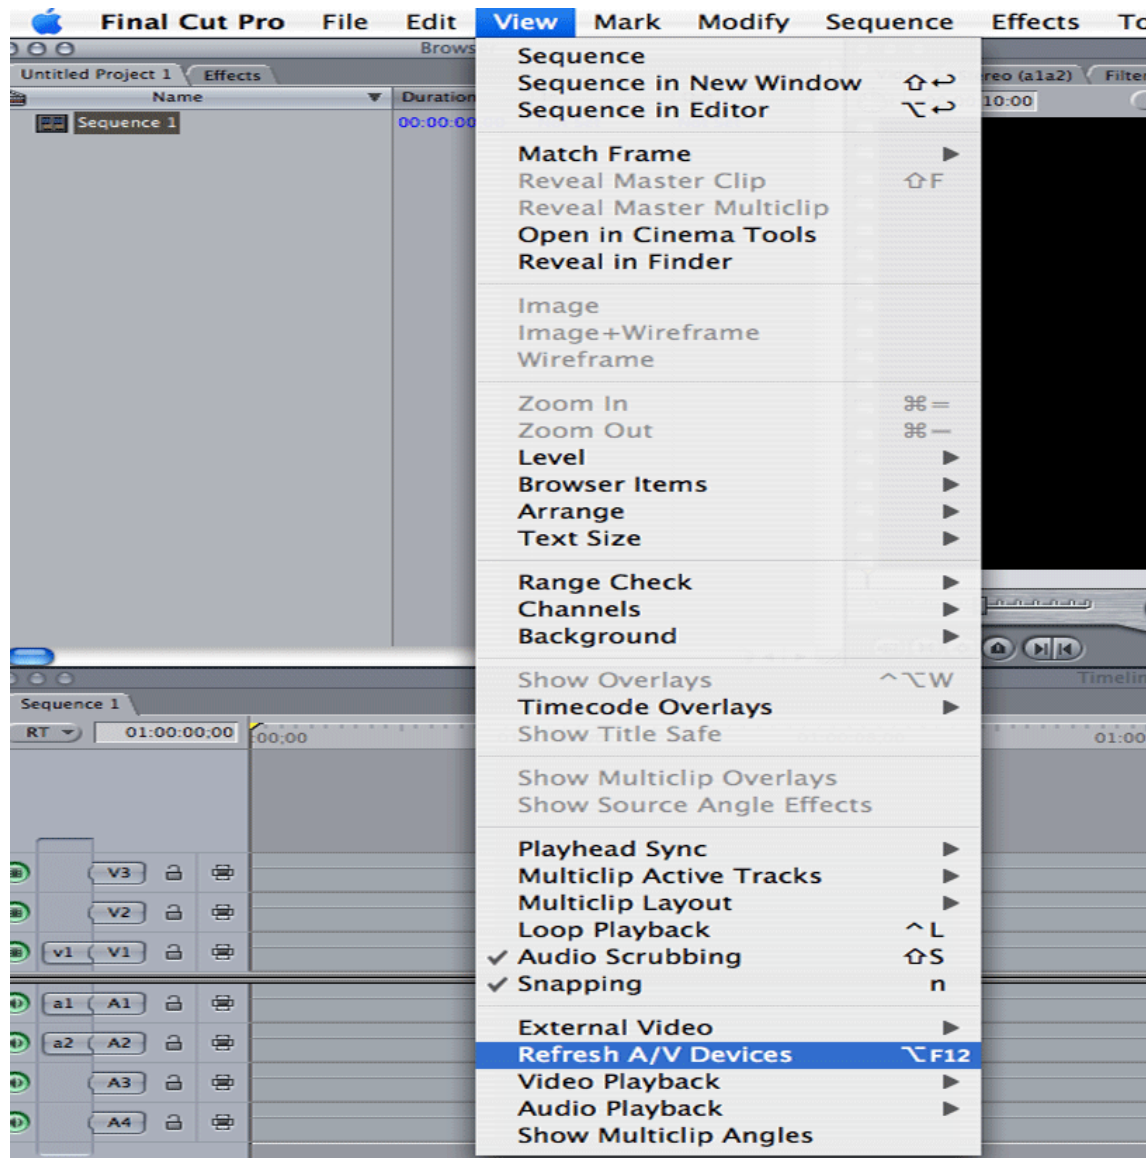 Final Cut Pro File Edit View Mark Modify Sequence Effects To
Brows
Untitled Project 1 Effects
Name Duration
Sequence 1 00:00:00
Sequence
Sequence in New Window ⇧↩
Sequence in Editor ⌥↩
Match Frame
Reveal Master Clip ⇧F
Reveal Master Multiclip
Open in Cinema Tools
Reveal in Finder
Image
Image+Wireframe
Wireframe
Zoom In ⌘=
Zoom Out ⌘−
Level
Browser Items
Arrange
Text Size
Range Check
Channels
Background
Show Overlays ^⌥W
Timecode Overlays
Show Title Safe
Show Multiclip Overlays
Show Source Angle Effects
Playhead Sync
Multiclip Active Tracks
Multiclip Layout
Loop Playback ^L
✓ Audio Scrubbing ⇧S
✓ Snapping n
External Video
Refresh A/V Devices ⌥F12
Video Playback
Audio Playback
Show Multiclip Angles
reo (a1a2) Filter
10:00
Timelin
Sequence 1
RT 01:00:00;00 :00;00 01:00
V3
V2
v1 V1
a1 A1
a2 A2
A3
A4